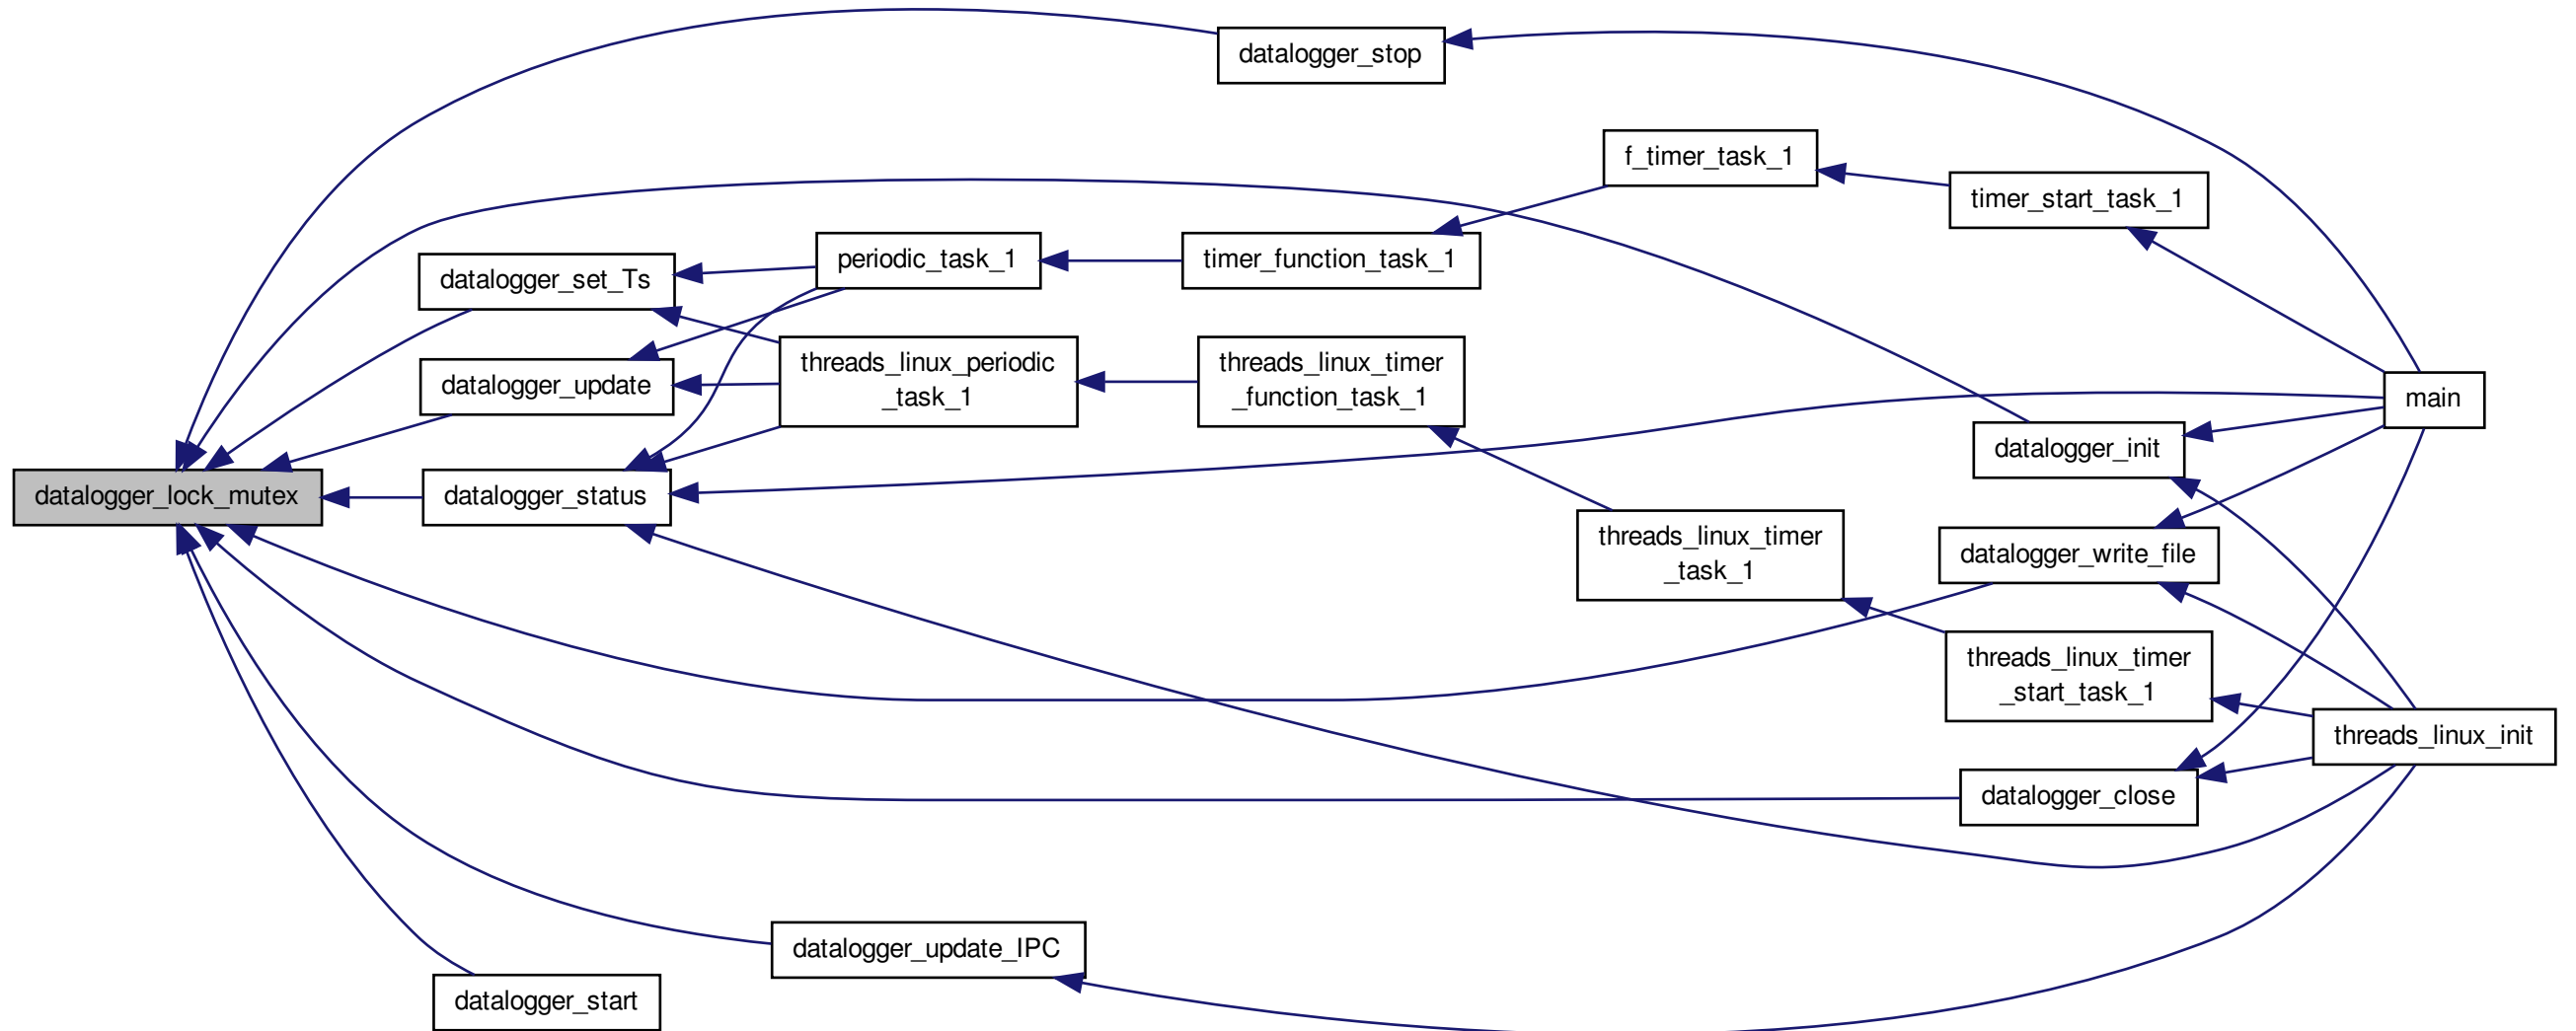 datalogger_stop
f_timer_task_1
timer_start_task_1
periodic_task_1
timer_function_task_1
datalogger_set_Ts
threads_linux_periodic
_task_1
threads_linux_timer
_function_task_1
datalogger_update
main
datalogger_init
datalogger_lock_mutex
datalogger_status
threads_linux_timer
_task_1
datalogger_write_file
threads_linux_timer
_start_task_1
threads_linux_init
datalogger_close
datalogger_update_IPC
datalogger_start